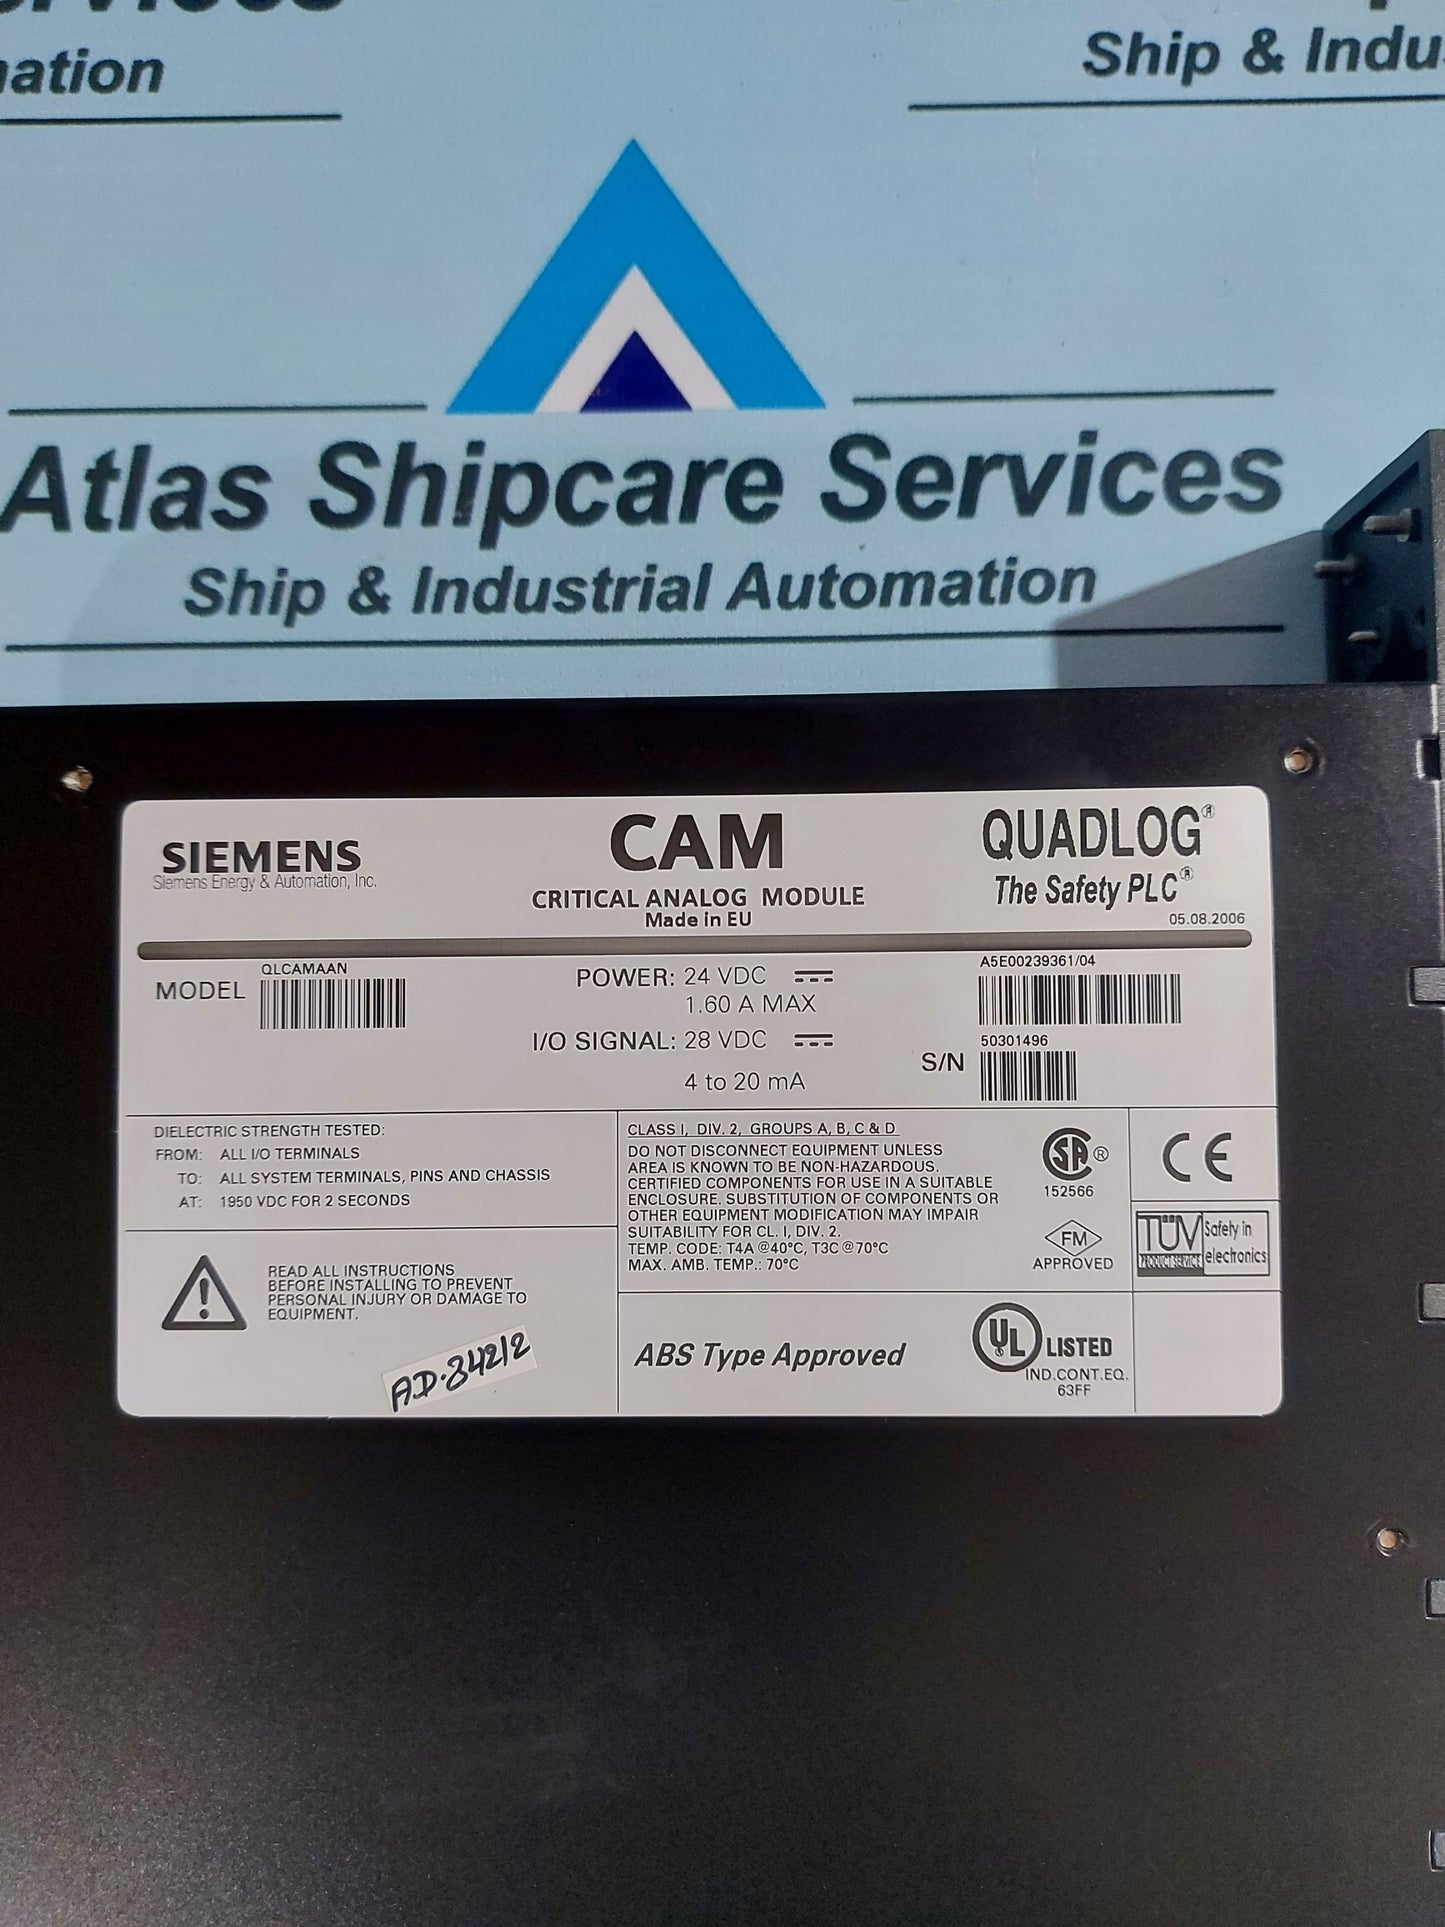 ervices
nation
Ship & Indu
Atlas Shipcare Services
Ship & Industrial Automation
SIEMENS
Siemens Energy & Automation, Inc.
CAM
CRITICAL ANALOG MODULE
Made in EU
QUADLOG®
The Safety PLC®
05.08.2006
MODEL
QLCAMAAN
POWER: 24 VDC
1.60 A MAX
I/O SIGNAL: 28 VDC
4 to 20 mA
A5E00239361/04
S/N
50301496
DIELECTRIC STRENGTH TESTED:
FROM: ALL I/O TERMINALS
TO: ALL SYSTEM TERMINALS, PINS AND CHASSIS
AT: 1950 VDC FOR 2 SECONDS
READ ALL INSTRUCTIONS
BEFORE INSTALLING TO PREVENT
PERSONAL INJURY OR DAMAGE TO
EQUIPMENT.
AD.34212
CLASS I, DIV. 2, GROUPS A, B, C & D
DO NOT DISCONNECT EQUIPMENT UNLESS
AREA IS KNOWN TO BE NON-HAZARDOUS.
CERTIFIED COMPONENTS FOR USE IN A SUITABLE
ENCLOSURE. SUBSTITUTION OF COMPONENTS OR
OTHER EQUIPMENT MODIFICATION MAY IMPAIR
SUITABILITY FOR CL. I, DIV. 2.
TEMP. CODE: T4A @40°C, T3C @70°C
MAX. AMB. TEMP.: 70°C
SA ®
152566
FM
APPROVED
CE
TÜV
PRODUCT SERVICE
Safety in
electronics
ABS Type Approved
UL LISTED
IND.CONT.EQ.
63FF